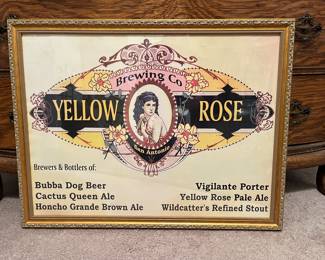 Brewing Co
YELLOW ROSE
San Antonio
Brewers & Bottlers of:
Bubba Dog Beer
Cactus Queen Ale
Honcho Grande Brown Ale
Vigilante Porter
Yellow Rose Pale Ale
Wildcatter's Refined Stout